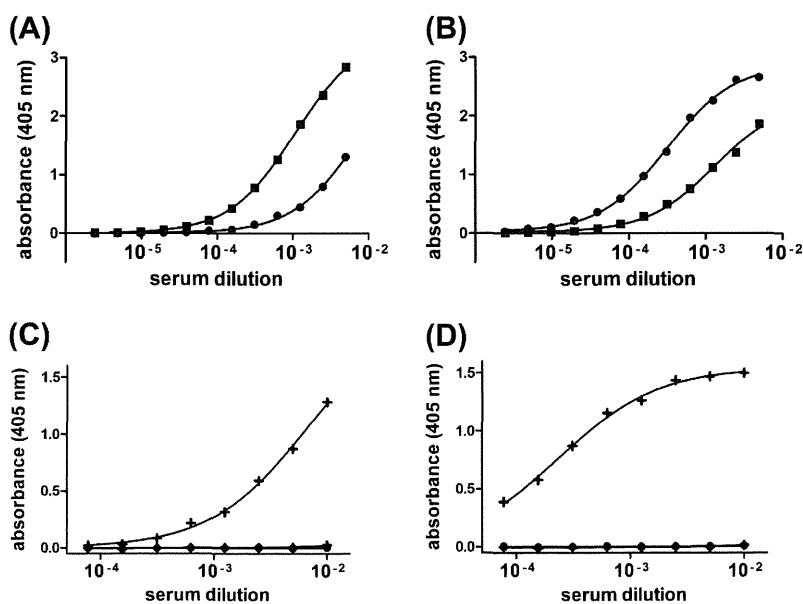 (A)
(B)
absorbance (405 nm)
3
2
1
0
10-5
10-4
10-3
10-2
serum dilution
absorbance (405 nm)
3
2
1
0
10-5
10-4
10-3
10-2
serum dilution
(C)
(D)
absorbance (405 nm)
1.5
1.0
0.5
0.0
10-4
10-3
10-2
serum dilution
absorbance (405 nm)
1.5
1.0
0.5
0.0
10-4
10-3
10-2
serum dilution